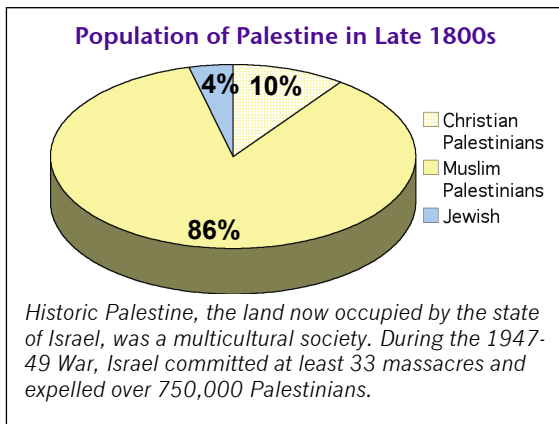 Population of Palestine in Late 1800s
4% 10%
Christian
Palestinians
Muslim
Palestinians
Jewish
86%
Historic Palestine, the land now occupied by the state
of Israel, was a multicultural society. During the 1947-
49 War, Israel committed at least 33 massacres and
expelled over 750,000 Palestinians.